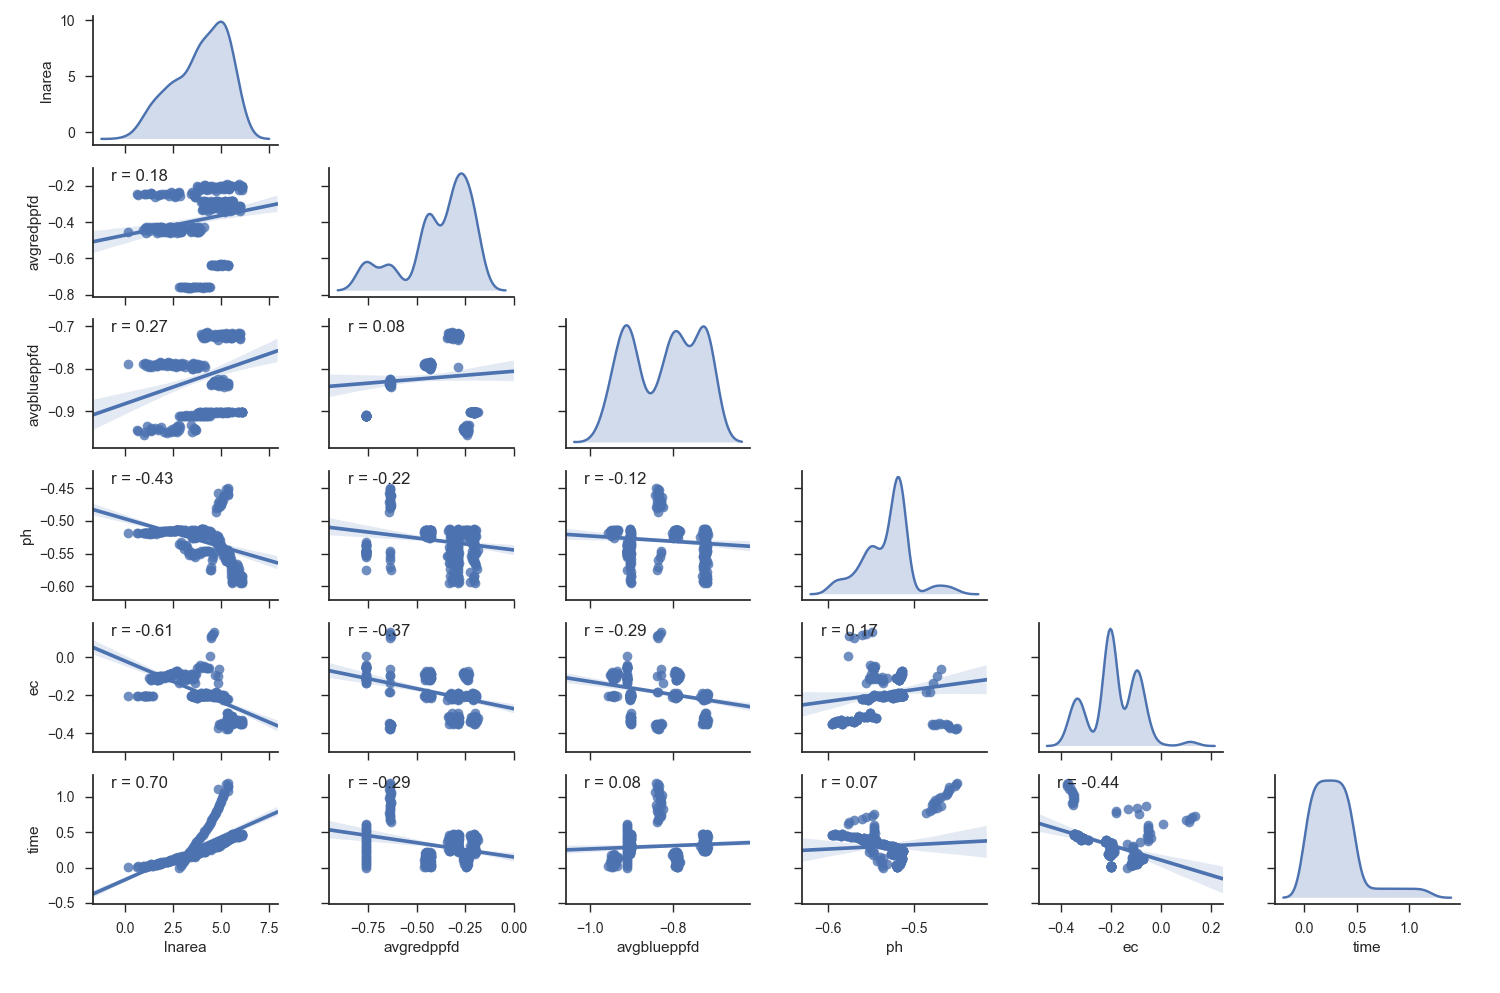 10
5
0
lnarea
r = 0.18
−0.2
−0.4
−0.6
−0.8
avgredppfd
r = 0.27
r = 0.08
−0.7
−0.8
−0.9
avgblueppfd
r = -0.43
r = -0.22
r = -0.12
−0.45
−0.50
−0.55
−0.60
ph
r = -0.61
r = -0.37
r = -0.29
r = 0.17
0.0
−0.2
−0.4
ec
r = 0.70
r = -0.29
r = 0.08
r = 0.07
r = -0.44
1.0
0.5
0.0
−0.5
time
0.0 2.5 5.0 7.5 −0.75 −0.50 −0.25 0.00 −1.0 −0.8 −0.6 −0.5 −0.4 −0.2 0.0 0.2 0.0 0.5 1.0
lnarea avgredppfd avgblueppfd ph ec time